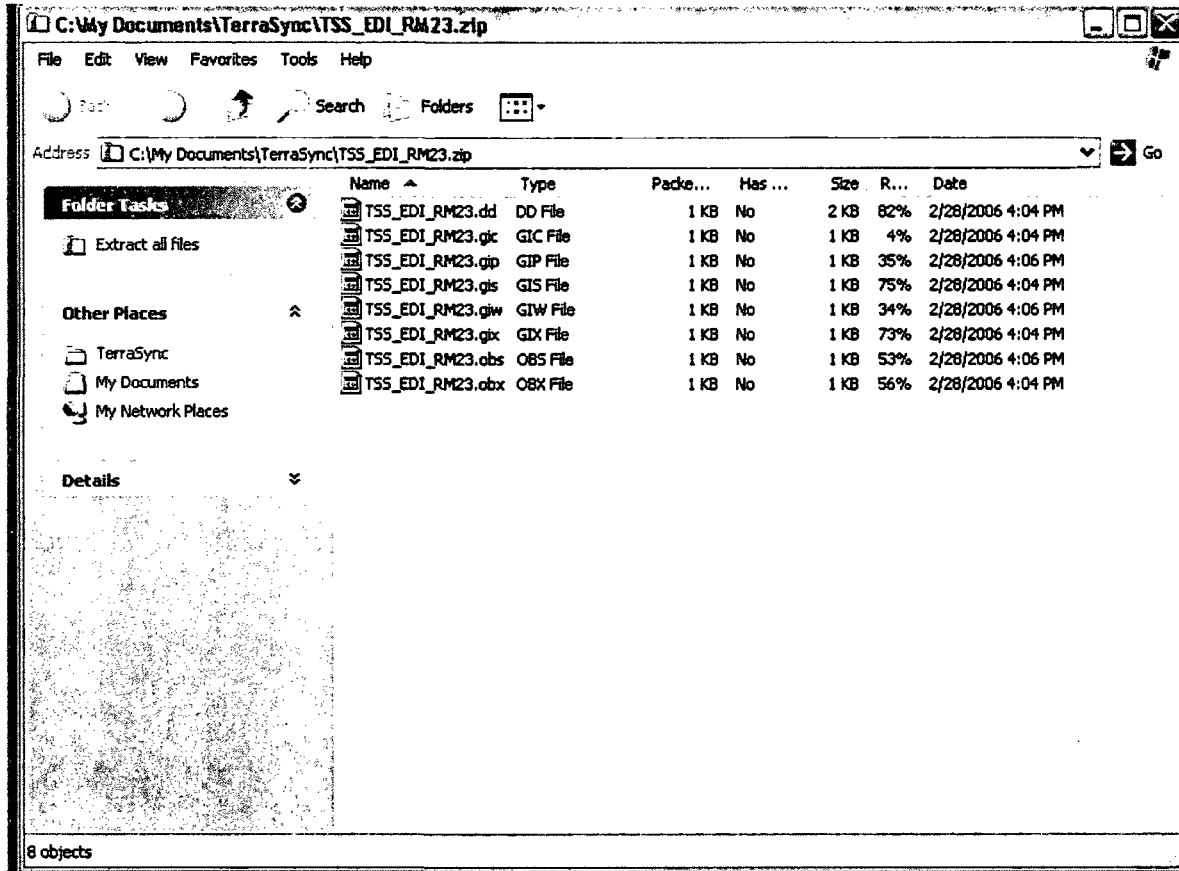 C:\My Documents\TerraSync\TSS_EDI_RM23.zip
File Edit View Favorites Tools Help
Back Search Folders
Address C:\My Documents\TerraSync\TSS_EDI_RM23.zip Go
Name Type Packe... Has ... Size R... Date
Folder Tasks
Extract all files
Other Places
TerraSync
My Documents
My Network Places
Details
TSS_EDI_RM23.dd DD File 1 KB No 2 KB 82% 2/28/2006 4:04 PM
TSS_EDI_RM23.gic GIC File 1 KB No 1 KB 4% 2/28/2006 4:04 PM
TSS_EDI_RM23.gip GIP File 1 KB No 1 KB 35% 2/28/2006 4:06 PM
TSS_EDI_RM23.gis GIS File 1 KB No 1 KB 75% 2/28/2006 4:04 PM
TSS_EDI_RM23.giw GIW File 1 KB No 1 KB 34% 2/28/2006 4:06 PM
TSS_EDI_RM23.gix GIX File 1 KB No 1 KB 73% 2/28/2006 4:04 PM
TSS_EDI_RM23.obs OBS File 1 KB No 1 KB 53% 2/28/2006 4:06 PM
TSS_EDI_RM23.obx OBX File 1 KB No 1 KB 56% 2/28/2006 4:04 PM
8 objects